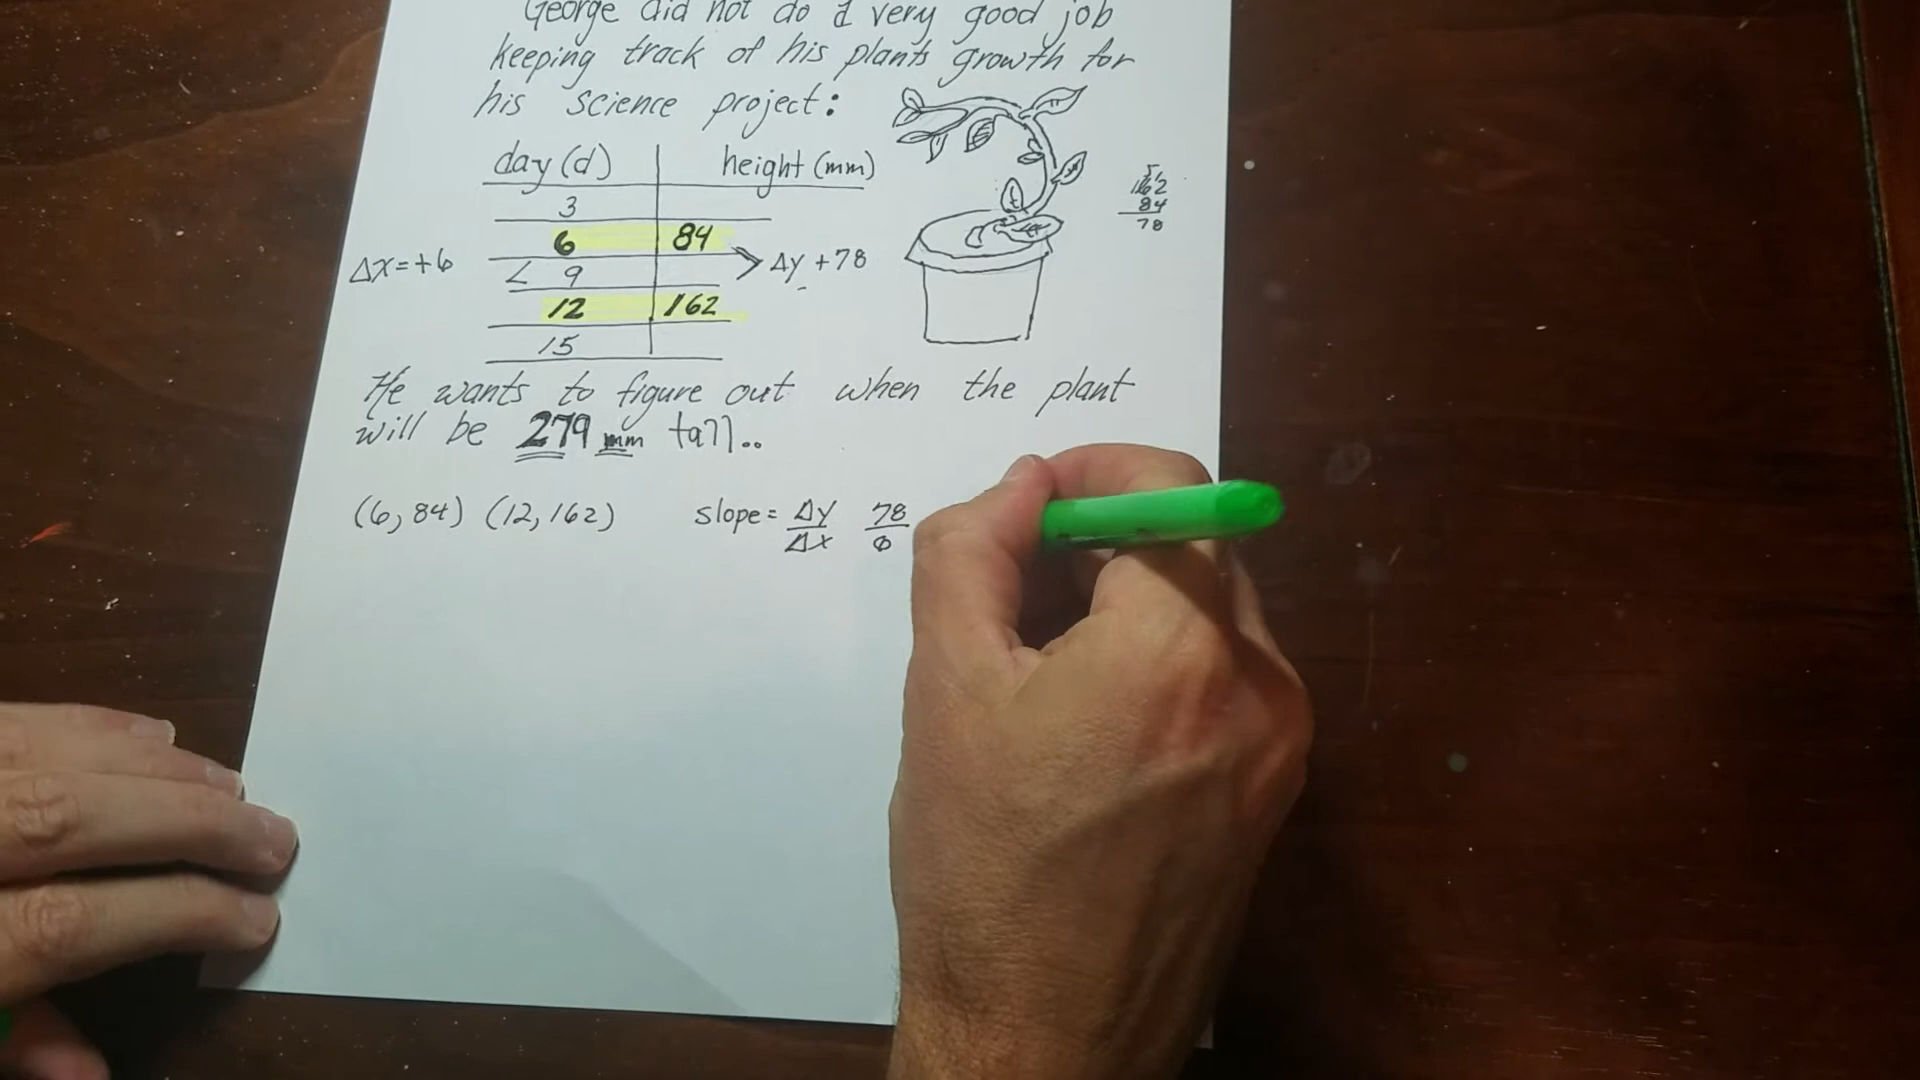 George did not do a very good job
keeping track of his plants growth for
his science project:
day (d) height (mm)
3
6 84
Δx=+6 < 9 > Δy +78
12 162
15
162
84
78
He wants to figure out when the plant
will be 279 mm tall..
(6, 84) (12, 162) slope = Δy/Δx 78/6